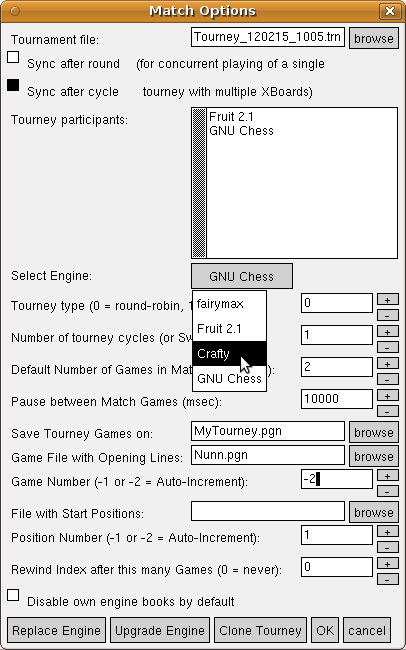 Match Options
Tournament file: Tourney_120215_1005.trn browse
Sync after round (for concurrent playing of a single
Sync after cycle tourney with multiple XBoards)
Tourney participants: Fruit 2.1
GNU Chess
Select Engine: GNU Chess
fairymax
Tourney type (0 = round-robin, 1 0 + -
Fruit 2.1
Number of tourney cycles (or Sw 1 + -
Crafty
Default Number of Games in Mat ): 2 + -
GNU Chess
Pause between Match Games (msec): 10000 + -
Save Tourney Games on: MyTourney.pgn browse
Game File with Opening Lines: Nunn.pgn browse
Game Number (-1 or -2 = Auto-Increment): -2 + -
File with Start Positions: browse
Position Number (-1 or -2 = Auto-Increment): 1 + -
Rewind Index after this many Games (0 = never): 0 + -
Disable own engine books by default
Replace Engine Upgrade Engine Clone Tourney OK cancel